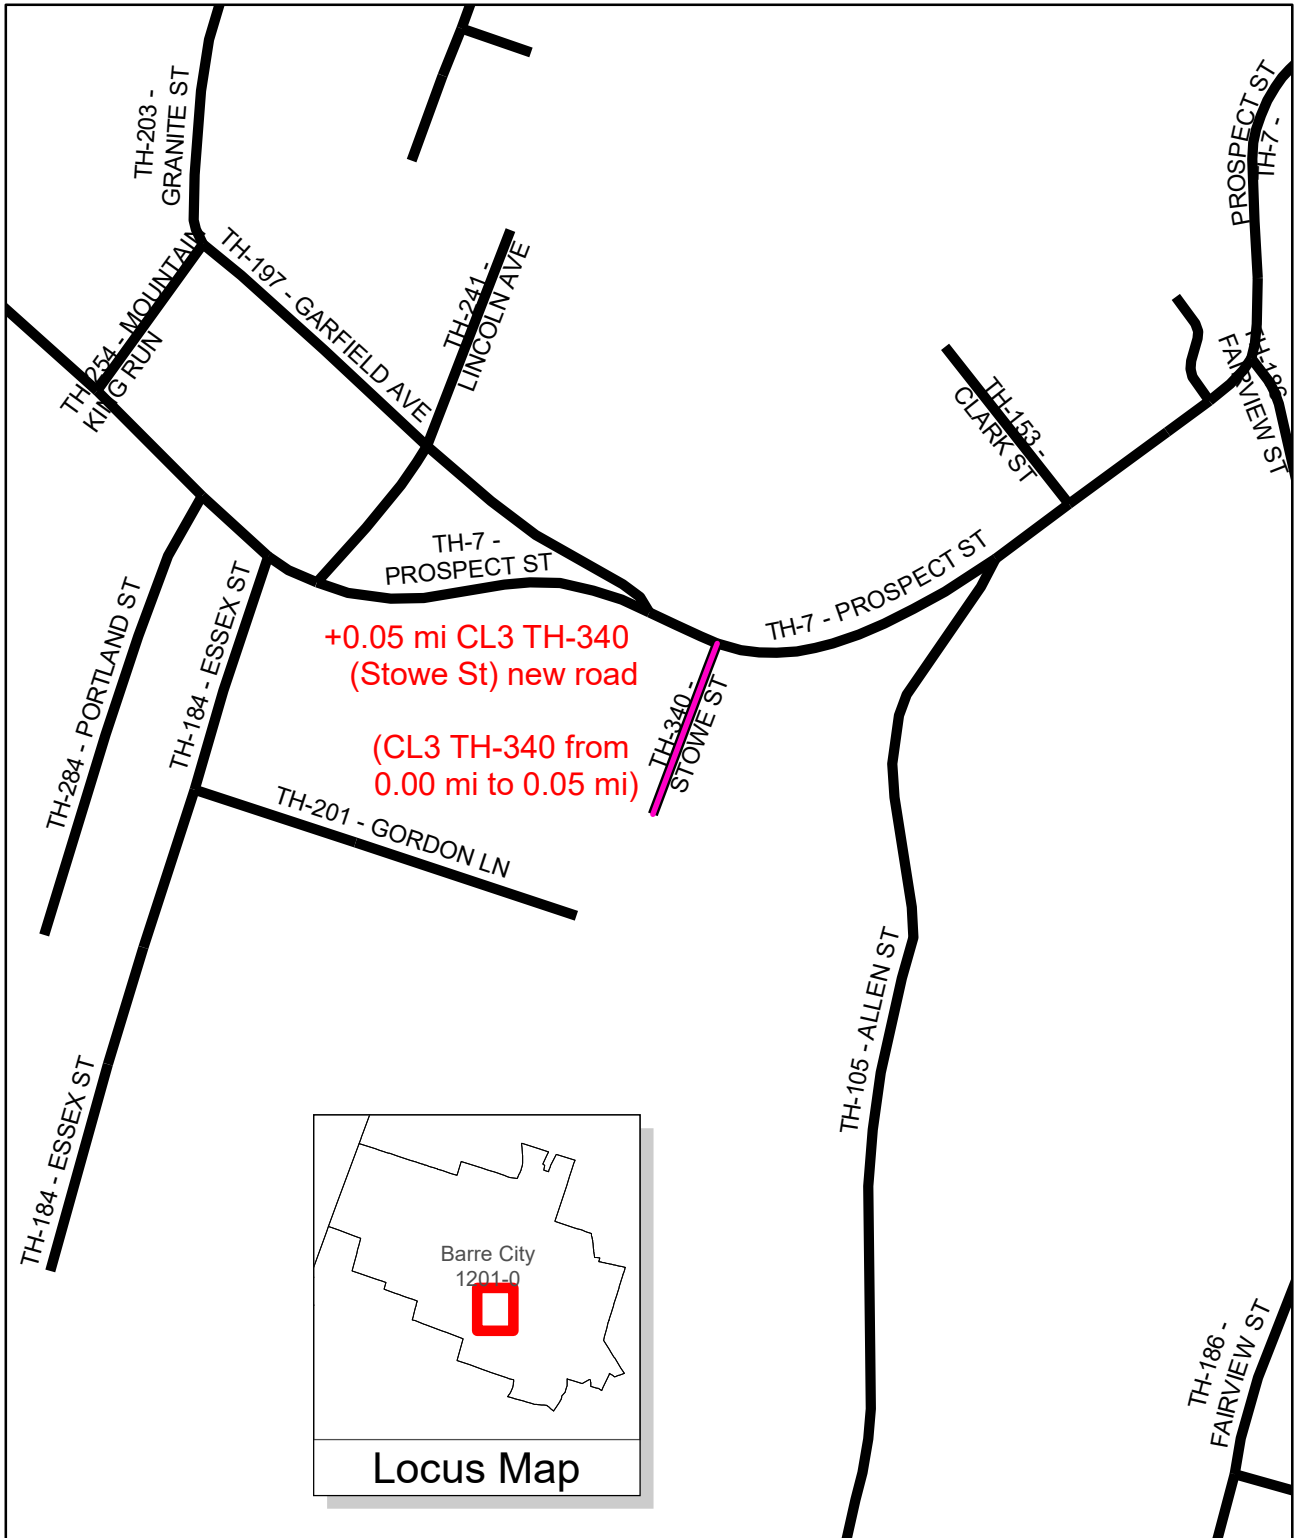 TH-203 -
GRANITE ST
PROSPECT ST
TH-7 -
TH-254 - MOUNTAIN
KING RUN
TH-197 - GARFIELD AVE
TH-241 -
LINCOLN AVE
TH-186 -
FAIRVIEW ST
TH-153 -
CLARK ST
TH-7 -
PROSPECT ST
TH-7 - PROSPECT ST
TH-284 - PORTLAND ST
TH-184 - ESSEX ST
+0.05 mi CL3 TH-340
(Stowe St) new road
(CL3 TH-340 from
0.00 mi to 0.05 mi)
TH-340 -
STOWE ST
TH-201 - GORDON LN
TH-105 - ALLEN ST
TH-184 - ESSEX ST
Barre City
1201-0
Locus Map
TH-186 -
FAIRVIEW ST